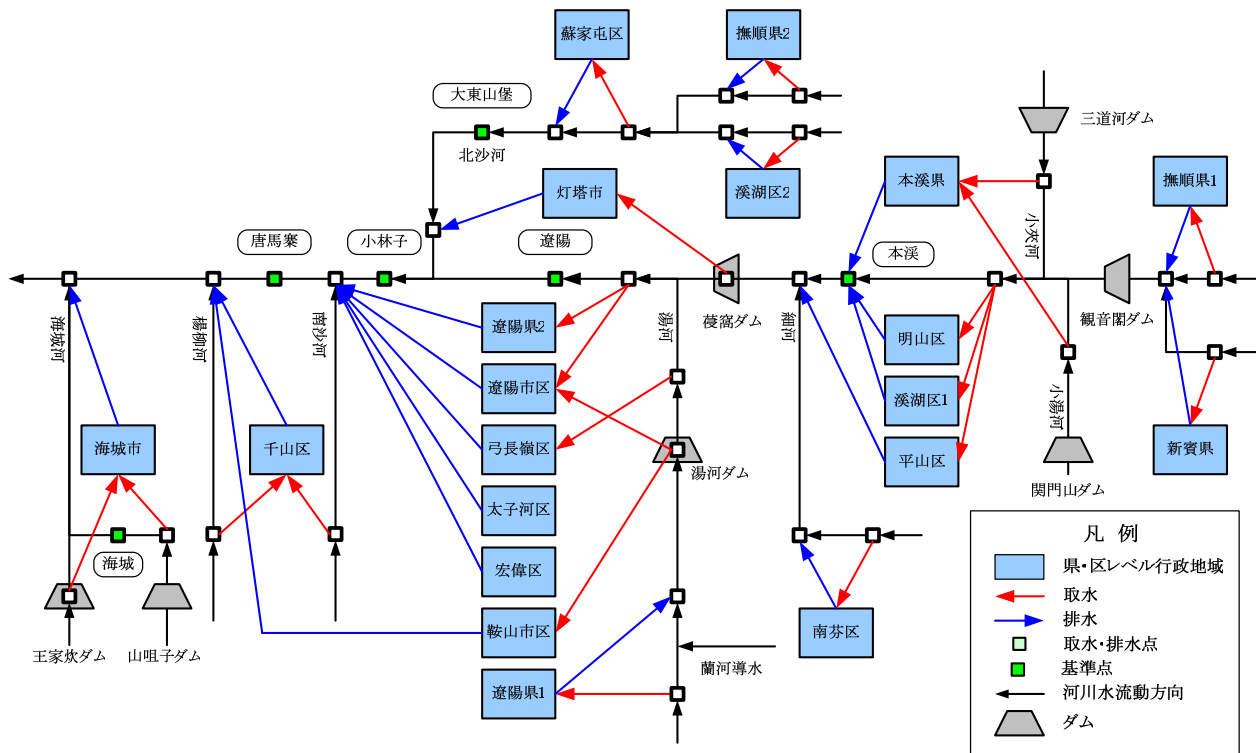 蘇家屯区
撫順県2
大東山堡
三道河ダム
北沙河
灯塔市
溪湖区2
本溪県
撫順県1
小夾河
唐馬寨
小林子
遼陽
本溪
海城河
楊柳河
南沙河
湯河
葠窩ダム
細河
観音閣ダム
遼陽県2
明山区
遼陽市区
溪湖区1
小湯河
海城市
千山区
弓長嶺区
湯河ダム
平山区
新賓県
関門山ダム
太子河区
海城
宏偉区
凡 例
県・区レベル行政地域
取水
排水
取水・排水点
基準点
河川水流動方向
ダム
鞍山市区
南芬区
王家炊ダム
山咀子ダム
蘭河導水
遼陽県1